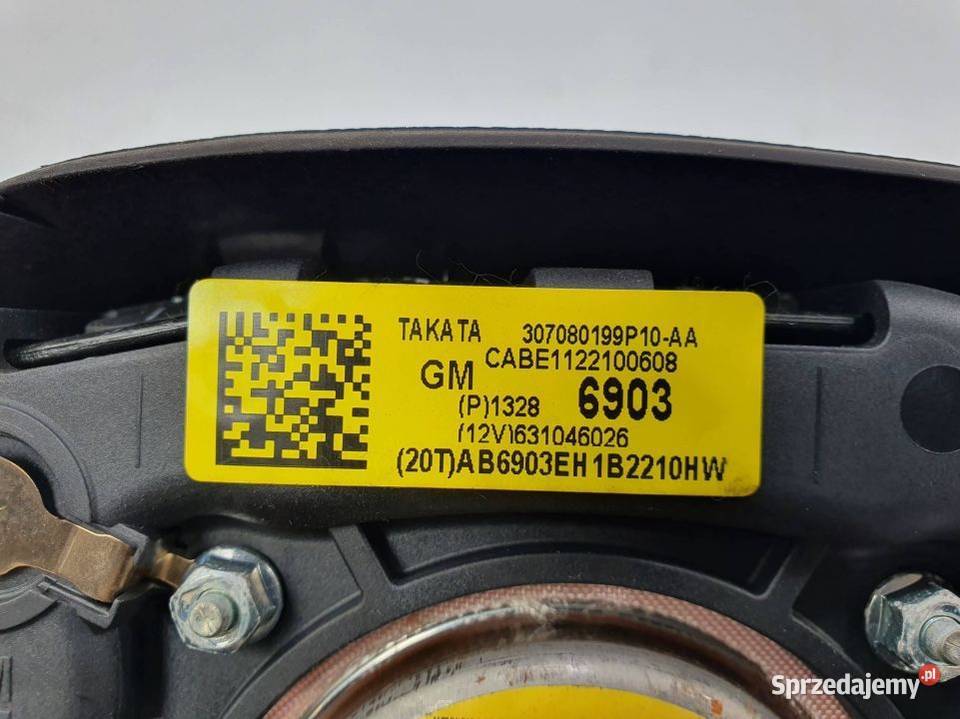 TAKATA 307080199P10-AA
CABE1122100608
GM
(P)1328 6903
(12V)631046026
(20T)AB6903EH1B2210HW
Sprzedajemy.pl